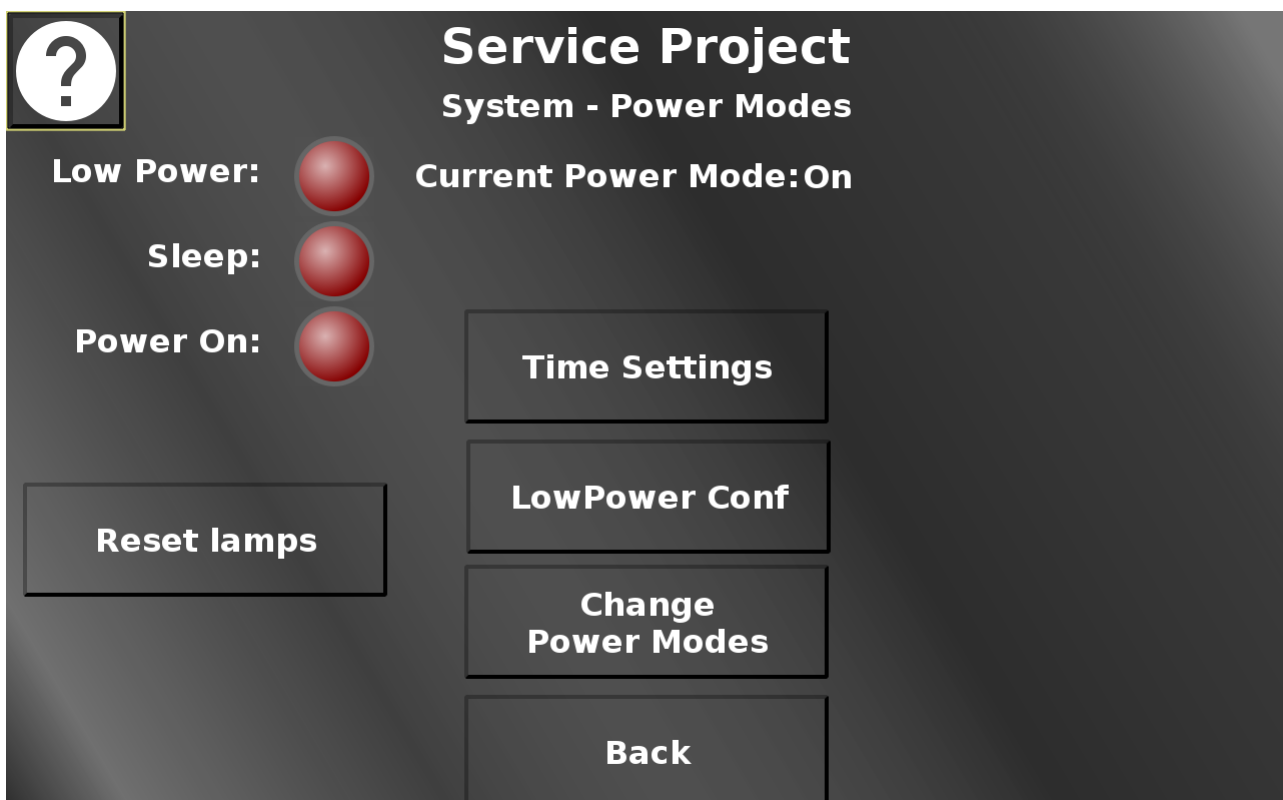 ?
Service Project
System - Power Modes
Low Power:
Current Power Mode: On
Sleep:
Power On:
Time Settings
LowPower Conf
Reset lamps
Change
Power Modes
Back